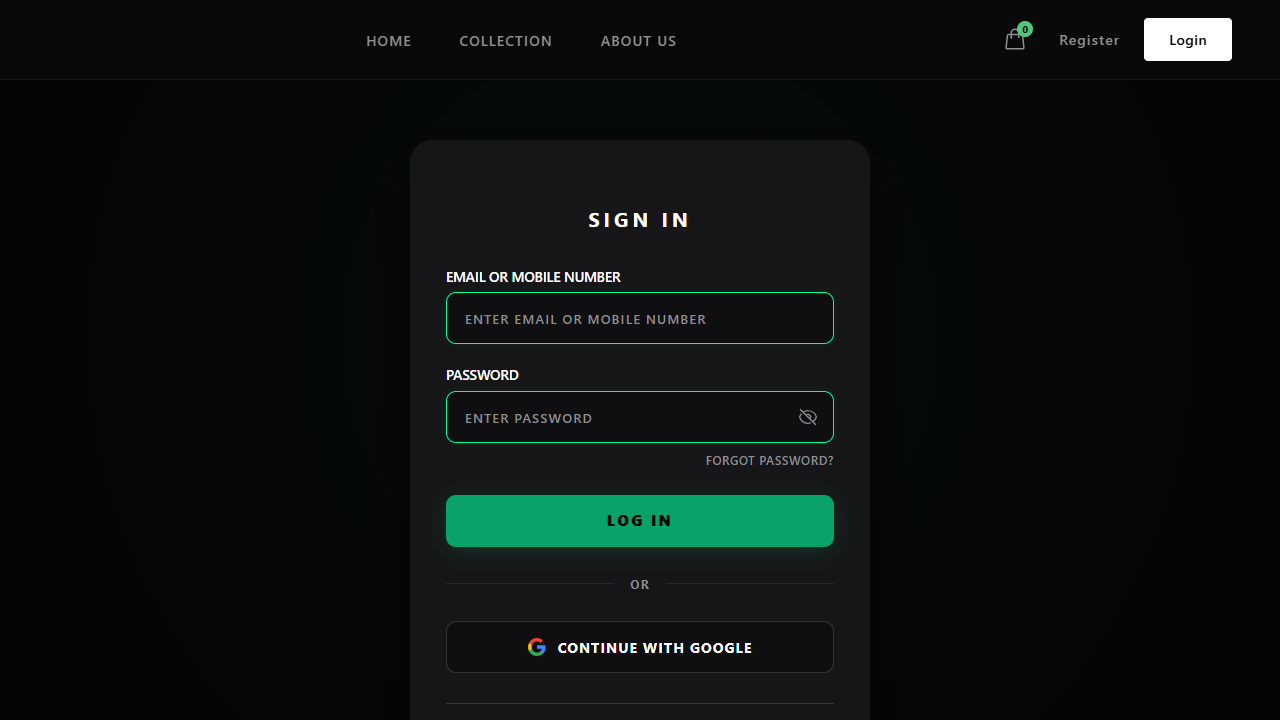 HOME COLLECTION ABOUT US 0 Register Login
SIGN IN
EMAIL OR MOBILE NUMBER
ENTER EMAIL OR MOBILE NUMBER
PASSWORD
ENTER PASSWORD
FORGOT PASSWORD?
LOG IN
OR
CONTINUE WITH GOOGLE